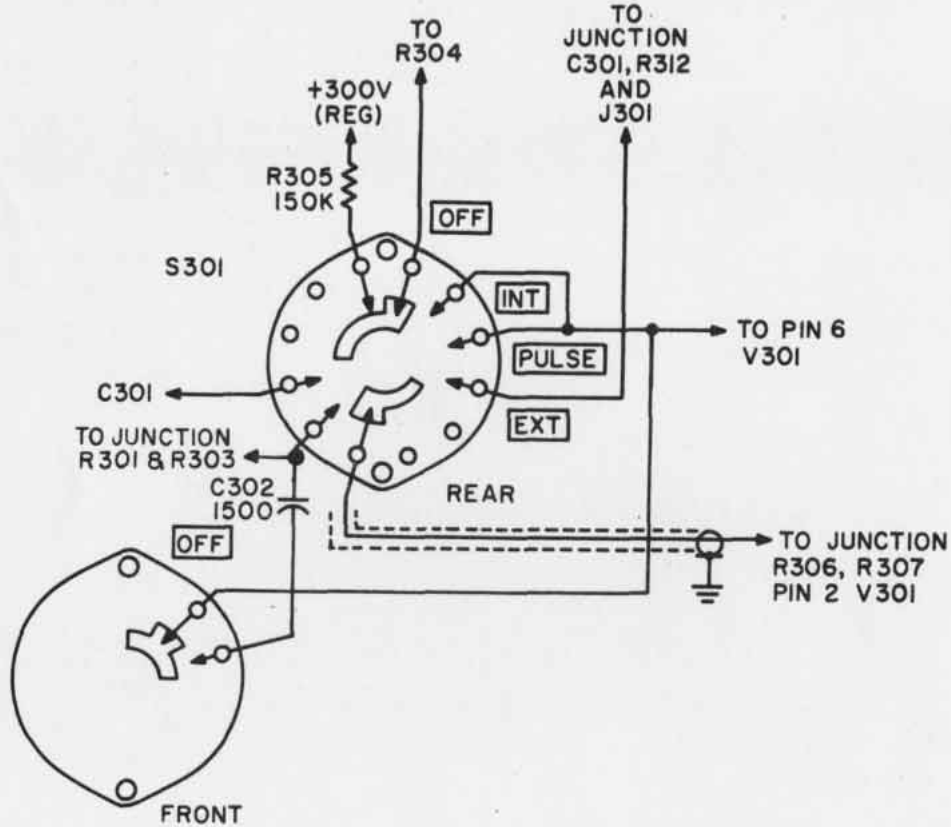 TO
R304
TO
JUNCTION
C301, R312
AND
J301
+300V
(REG)
R305
150K
OFF
S301
INT
PULSE
TO PIN 6
V301
C301
EXT
TO JUNCTION
R301 & R303
C302
1500
REAR
OFF
TO JUNCTION
R306, R307
PIN 2 V301
FRONT